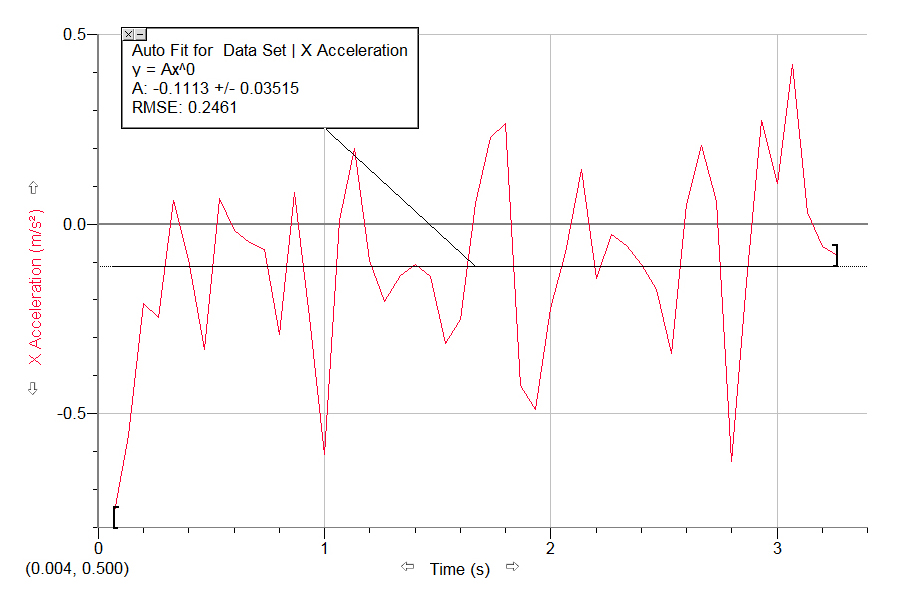 0.5
Auto Fit for Data Set | X Acceleration
y = Ax^0
A: -0.1113 +/- 0.03515
RMSE: 0.2461
0.0
X Acceleration (m/s²)
-0.5
0 1 2 3
(0.004, 0.500)
Time (s)